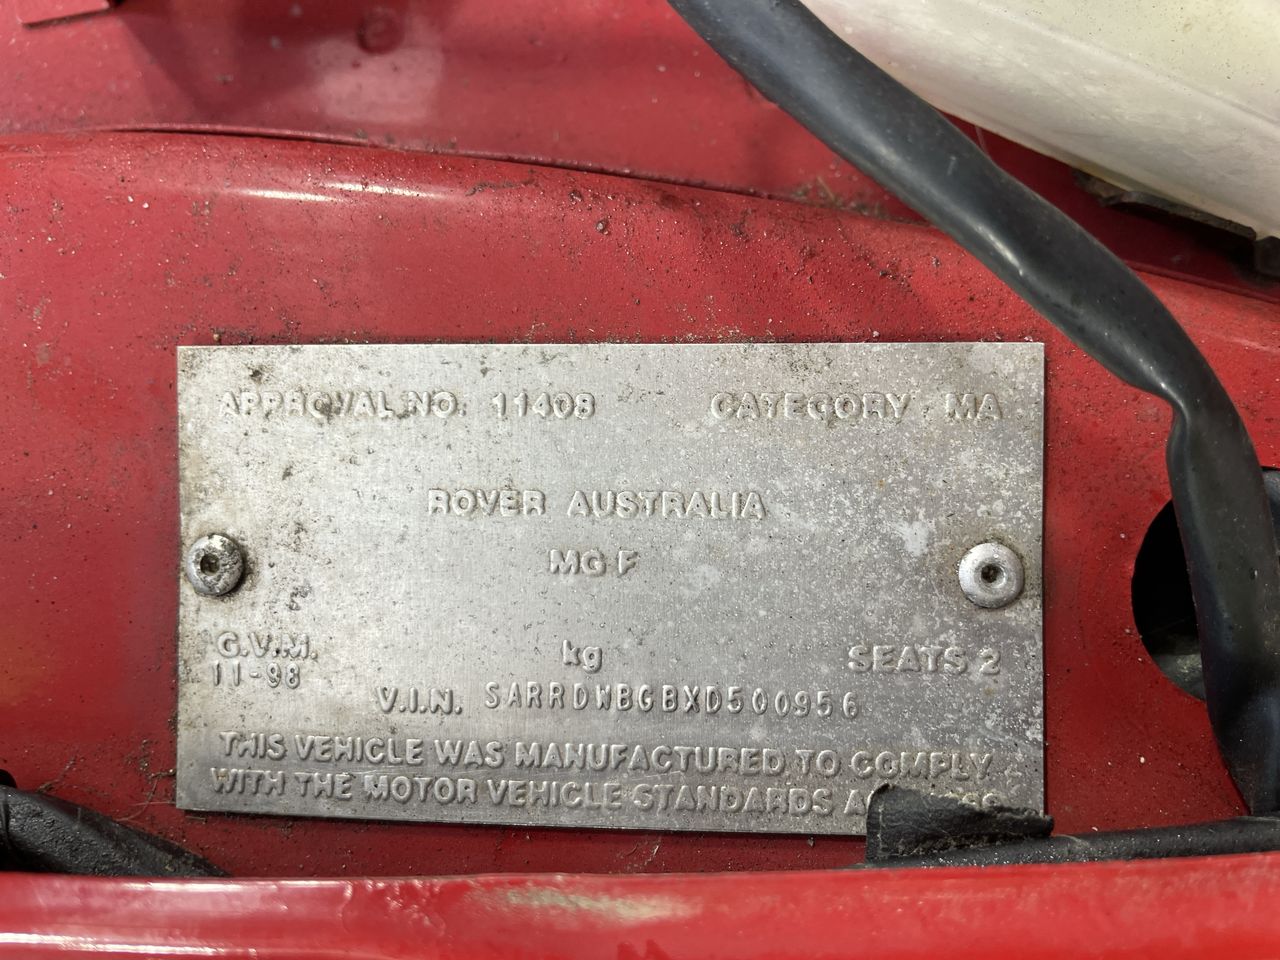 APPROVAL NO. 11408 CATEGORY MA
ROVER AUSTRALIA
MG F
G.V.M. kg SEATS 2
11-98
V.I.N. SARRDWBGBXD500956
THIS VEHICLE WAS MANUFACTURED TO COMPLY
WITH THE MOTOR VEHICLE STANDARDS